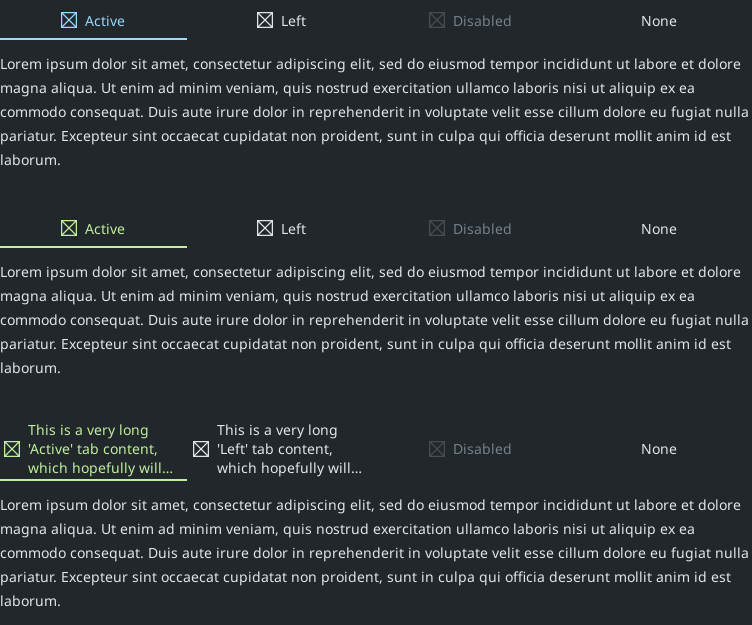 Active Left Disabled None
Lorem ipsum dolor sit amet, consectetur adipiscing elit, sed do eiusmod tempor incididunt ut labore et dolore
magna aliqua. Ut enim ad minim veniam, quis nostrud exercitation ullamco laboris nisi ut aliquip ex ea
commodo consequat. Duis aute irure dolor in reprehenderit in voluptate velit esse cillum dolore eu fugiat nulla
pariatur. Excepteur sint occaecat cupidatat non proident, sunt in culpa qui officia deserunt mollit anim id est
laborum.
Active Left Disabled None
Lorem ipsum dolor sit amet, consectetur adipiscing elit, sed do eiusmod tempor incididunt ut labore et dolore
magna aliqua. Ut enim ad minim veniam, quis nostrud exercitation ullamco laboris nisi ut aliquip ex ea
commodo consequat. Duis aute irure dolor in reprehenderit in voluptate velit esse cillum dolore eu fugiat nulla
pariatur. Excepteur sint occaecat cupidatat non proident, sunt in culpa qui officia deserunt mollit anim id est
laborum.
This is a very long
'Active' tab content,
which hopefully will...
This is a very long
'Left' tab content,
which hopefully will...
Disabled
None
Lorem ipsum dolor sit amet, consectetur adipiscing elit, sed do eiusmod tempor incididunt ut labore et dolore
magna aliqua. Ut enim ad minim veniam, quis nostrud exercitation ullamco laboris nisi ut aliquip ex ea
commodo consequat. Duis aute irure dolor in reprehenderit in voluptate velit esse cillum dolore eu fugiat nulla
pariatur. Excepteur sint occaecat cupidatat non proident, sunt in culpa qui officia deserunt mollit anim id est
laborum.